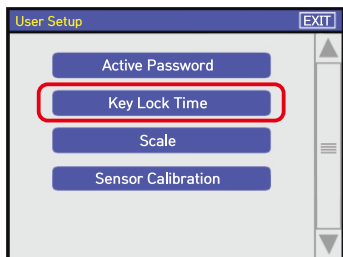 User Setup EXIT
Active Password
Key Lock Time
Scale
Sensor Calibration